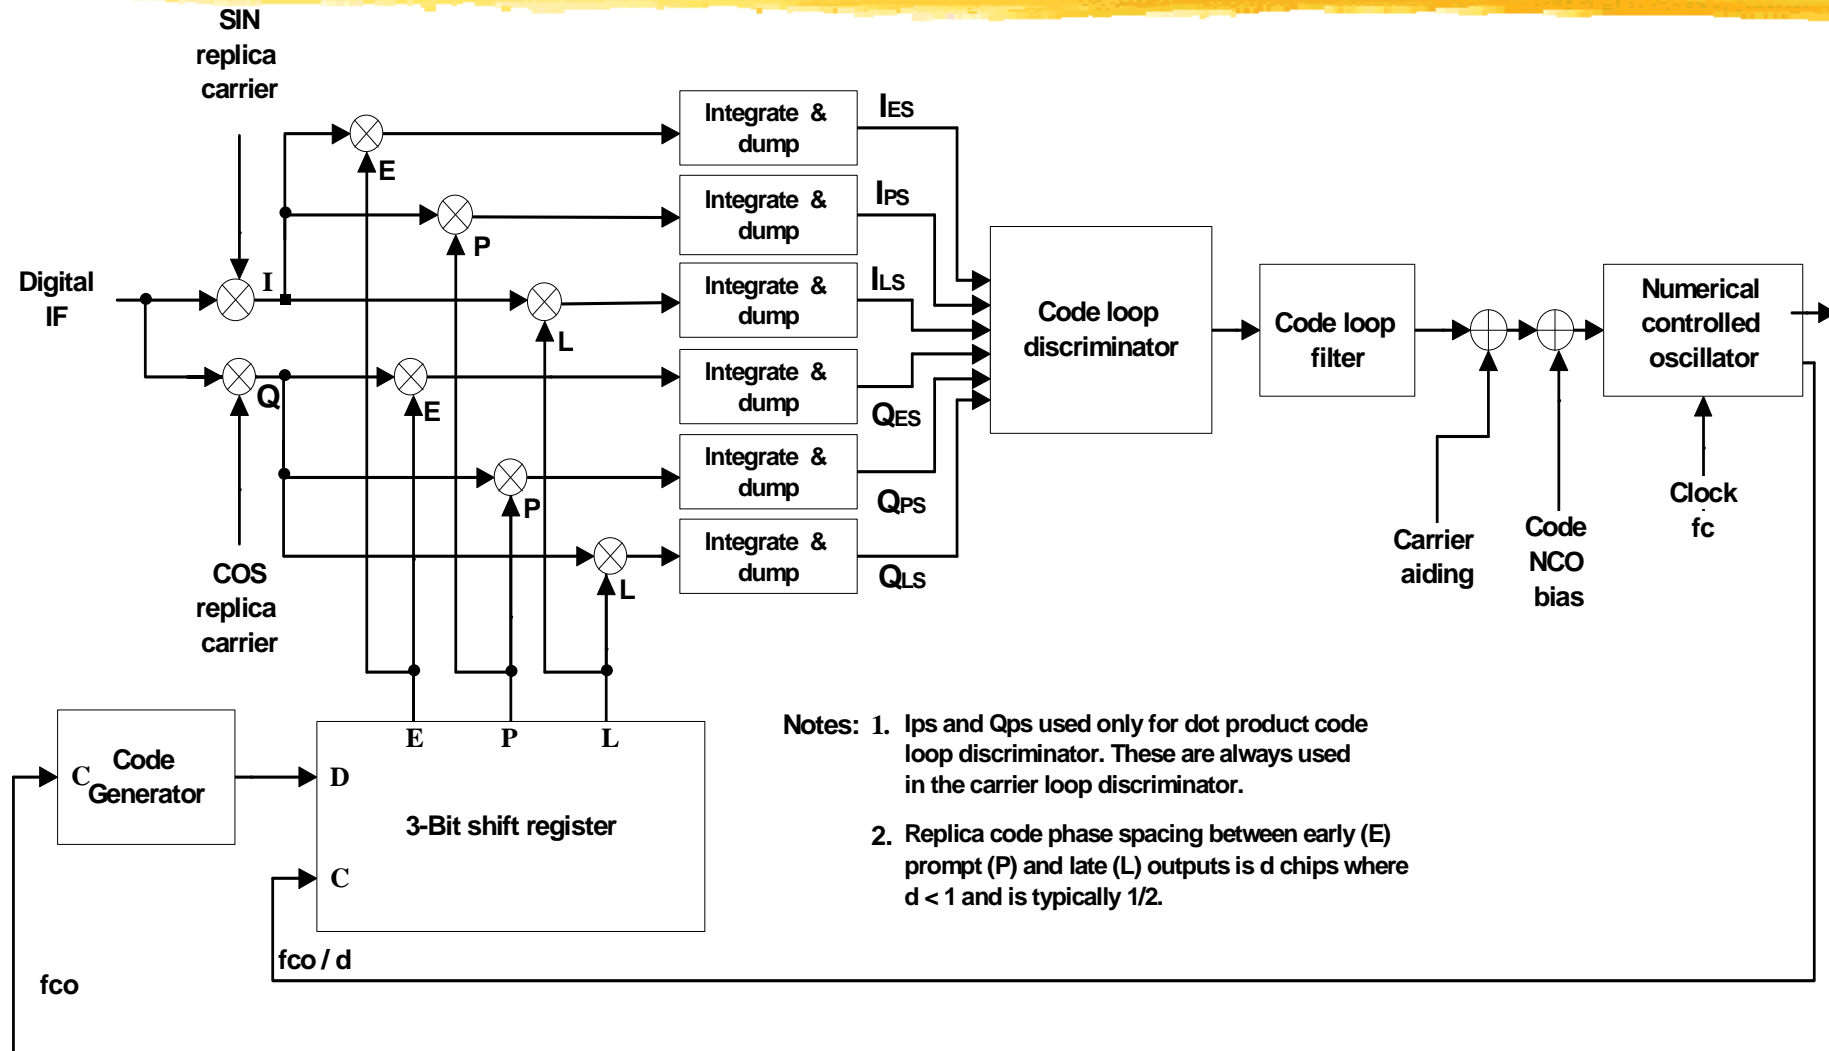 SIN
replica
carrier
Integrate &
dump
IES
E
Integrate &
dump
IPS
P
Digital
IF
I
Integrate &
dump
ILS
L
Code loop
discriminator
Code loop
filter
Numerical
controlled
oscillator
Q
E
Integrate &
dump
QES
P
Integrate &
dump
QPS
L
Integrate &
dump
QLS
COS
replica
carrier
Carrier
aiding
Code
NCO
bias
Clock
fc
C
Code
Generator
E P L
D
3-Bit shift register
C
fco / d
fco
Notes: 1. Ips and Qps used only for dot product code
loop discriminator. These are always used
in the carrier loop discriminator.
2. Replica code phase spacing between early (E)
prompt (P) and late (L) outputs is d chips where
d < 1 and is typically 1/2.